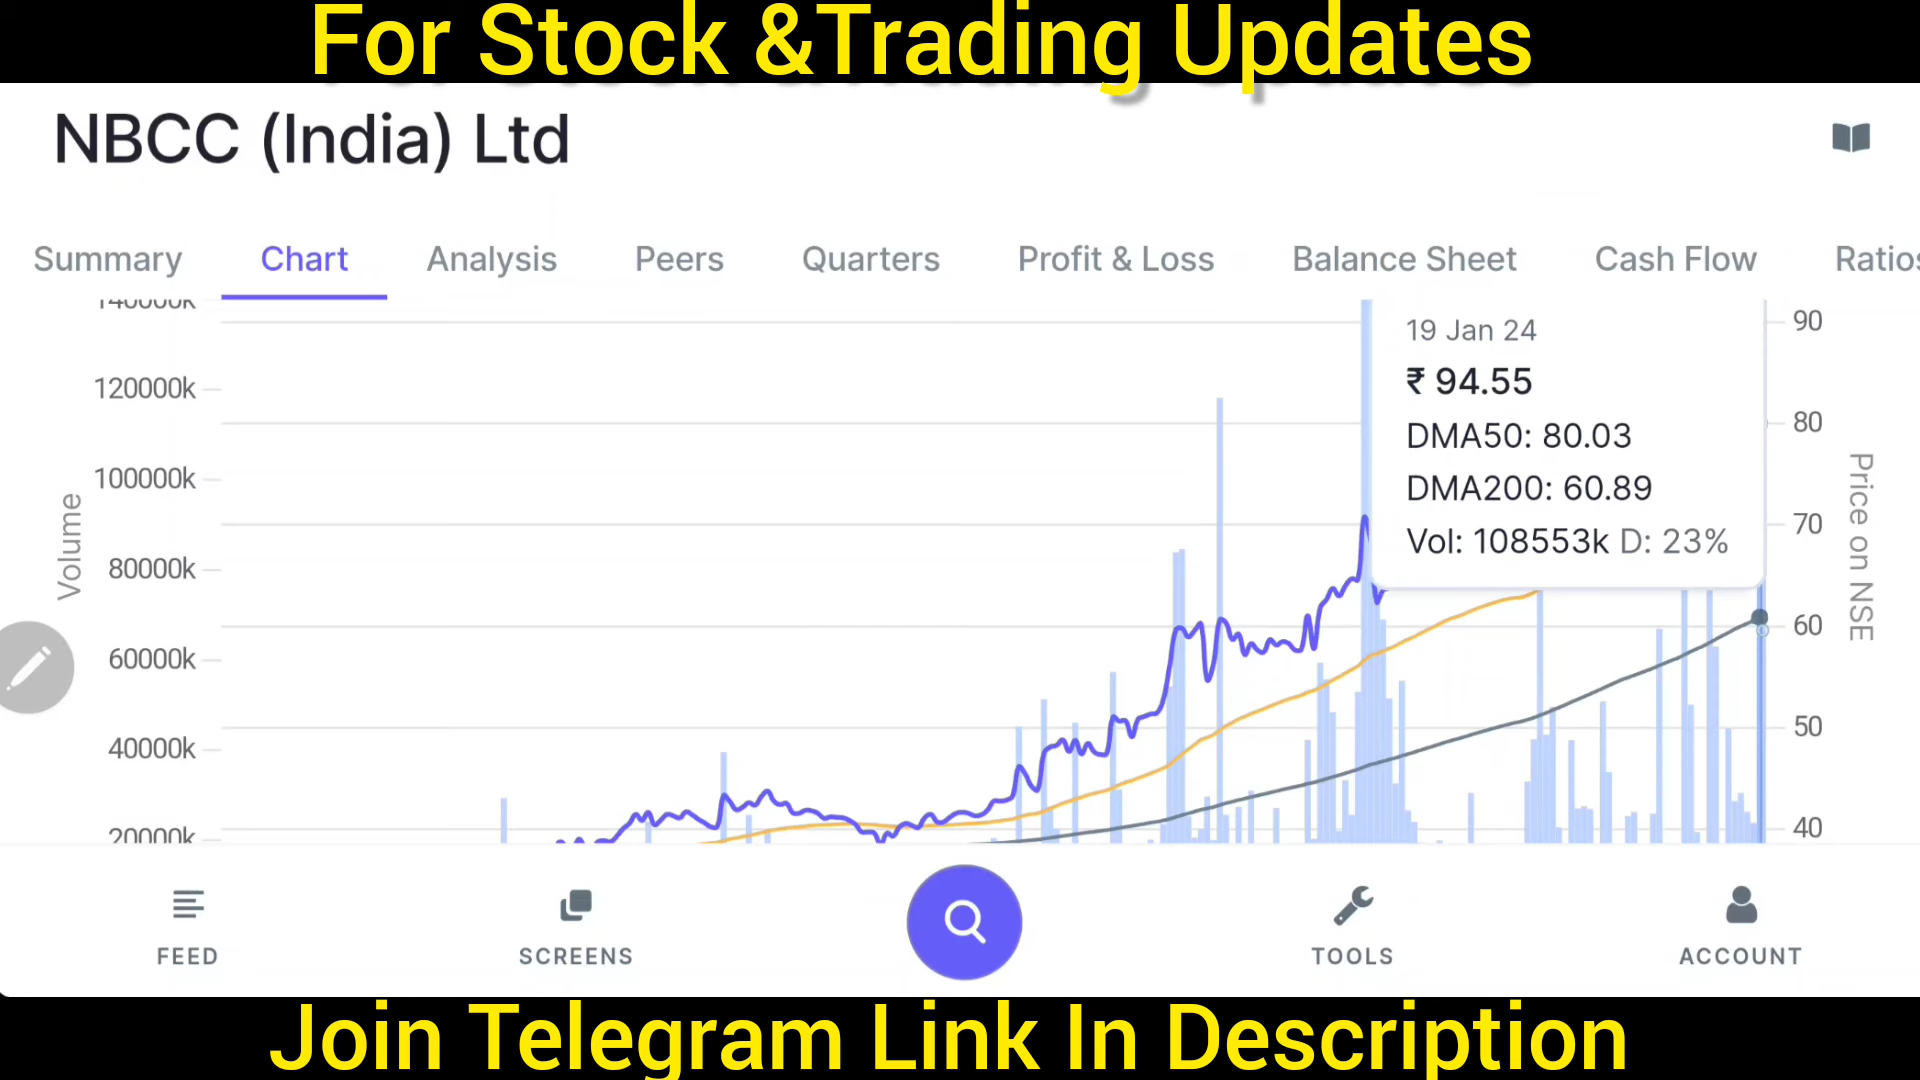 For Stock &Trading Updates
NBCC (India) Ltd
Summary Chart Analysis Peers Quarters Profit & Loss Balance Sheet Cash Flow Ratios
140000k
120000k
100000k
80000k
60000k
40000k
20000k
Volume
19 Jan 24
₹ 94.55
DMA50: 80.03
DMA200: 60.89
Vol: 108553k D: 23%
90
80
70
60
50
40
Price on NSE
FEED SCREENS TOOLS ACCOUNT
Join Telegram Link In Description